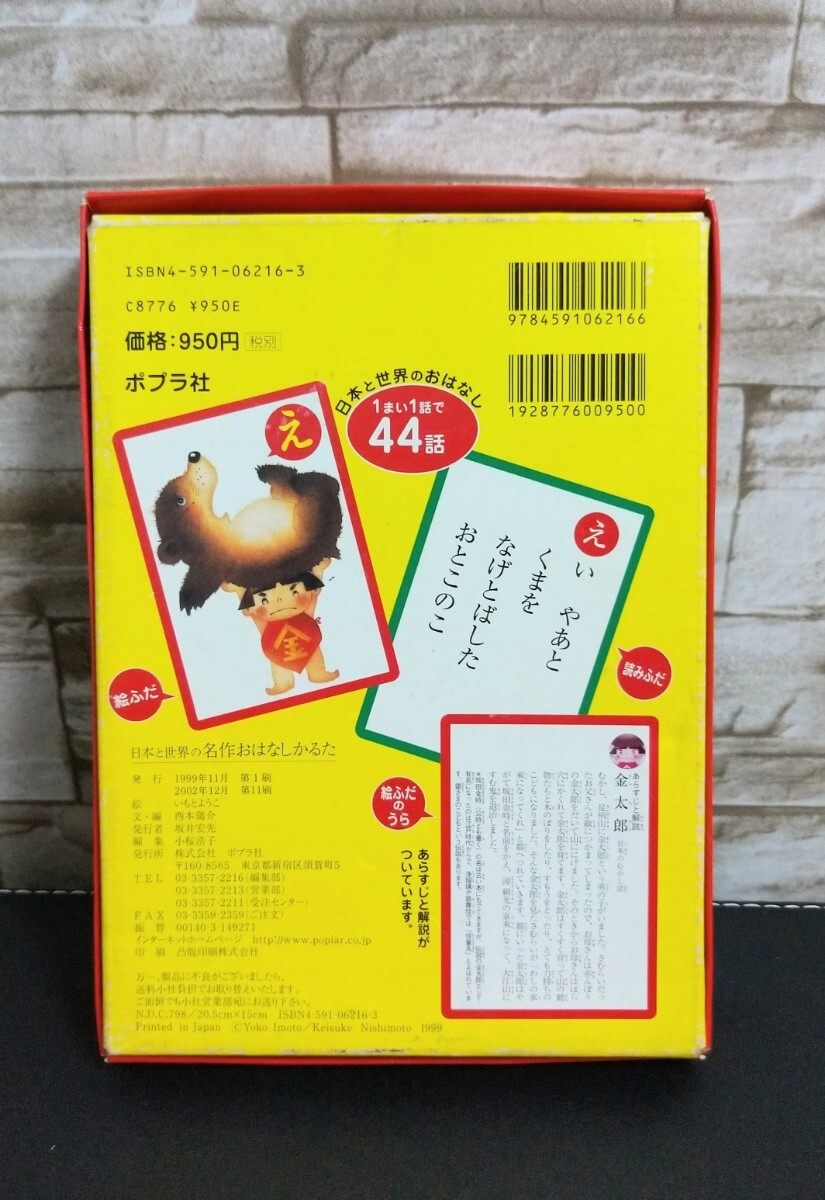 ISBN4-591-06216-3
C8776 ¥950E
価格:950円 税別
ポプラ社
9784591062166
1928776009500
日本と世界のおはなし
1まい1話で
44話
え
金
絵ふだ
え
い やあと
くまを
なげとばした
おとこのこ
読みふだ
日本と世界の名作おはなしかるた
発行 1999年11月 第1刷
2002年12月 第11刷
絵 いもとようこ
文・編 西本鶏介
発行者 坂井宏先
編集 小桜浩子
発行所 株式会社 ポプラ社
〒160-8565 東京都新宿区須賀町5
TEL 03-3357-2216(編集部)
03-3357-2213(営業部)
03-3357-2211(受注センター)
FAX 03-3359-2359(ご注文)
振替 00140-3-149271
インターネットホームページ http://www.poplar.co.jp
印刷 凸版印刷株式会社
万一、製品に不良がございましたら、
送料小社負担でお取り替えいたします。
ご面倒でも小社営業部宛にお送り下さい。
N.D.C.798/20.5cm×15cm ISBN4-591-06216-3
Printed in Japan ©Yoko Imoto/Keisuke Nishimoto 1999
絵ふだ
のうら
あらすじと解説が
ついています。
あらすじと解説
金太郎